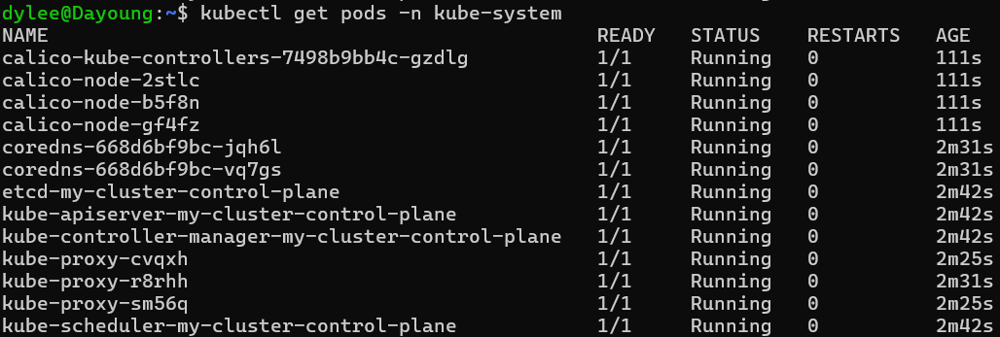 dylee@Dayoung:~$ kubectl get pods -n kube-system
NAME READY STATUS RESTARTS AGE
calico-kube-controllers-7498b9bb4c-gzdlg 1/1 Running 0 111s
calico-node-2stlc 1/1 Running 0 111s
calico-node-b5f8n 1/1 Running 0 111s
calico-node-gf4fz 1/1 Running 0 111s
coredns-668d6bf9bc-jqh6l 1/1 Running 0 2m31s
coredns-668d6bf9bc-vq7gs 1/1 Running 0 2m31s
etcd-my-cluster-control-plane 1/1 Running 0 2m42s
kube-apiserver-my-cluster-control-plane 1/1 Running 0 2m42s
kube-controller-manager-my-cluster-control-plane 1/1 Running 0 2m42s
kube-proxy-cvqxh 1/1 Running 0 2m25s
kube-proxy-r8rhh 1/1 Running 0 2m31s
kube-proxy-sm56q 1/1 Running 0 2m25s
kube-scheduler-my-cluster-control-plane 1/1 Running 0 2m42s